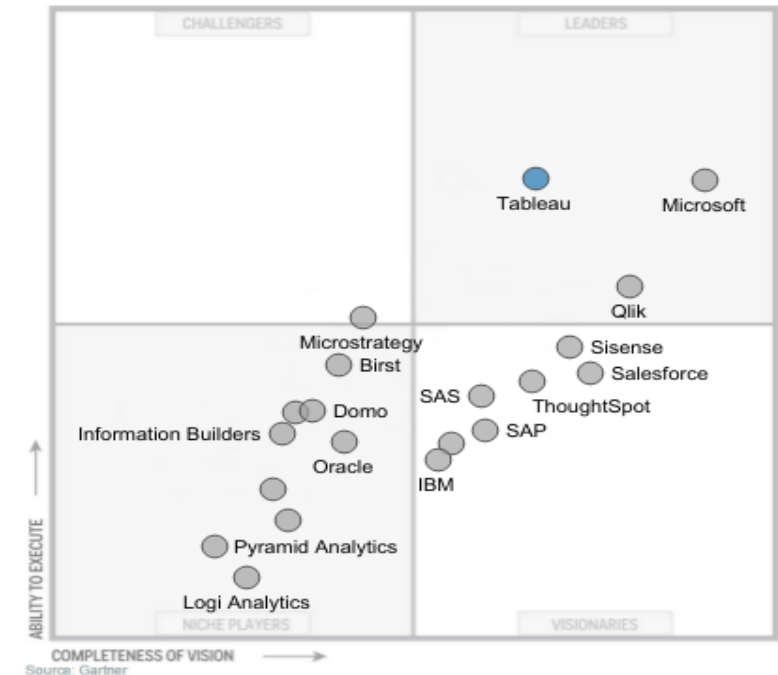 CHALLENGERS
LEADERS
Tableau
Microsoft
Qlik
Microstrategy
Sisense
Birst
Salesforce
SAS
ThoughtSpot
Domo
Information Builders
SAP
Oracle
IBM
Pyramid Analytics
Logi Analytics
NICHE PLAYERS
VISIONARIES
ABILITY TO EXECUTE
COMPLETENESS OF VISION
Source: Gartner